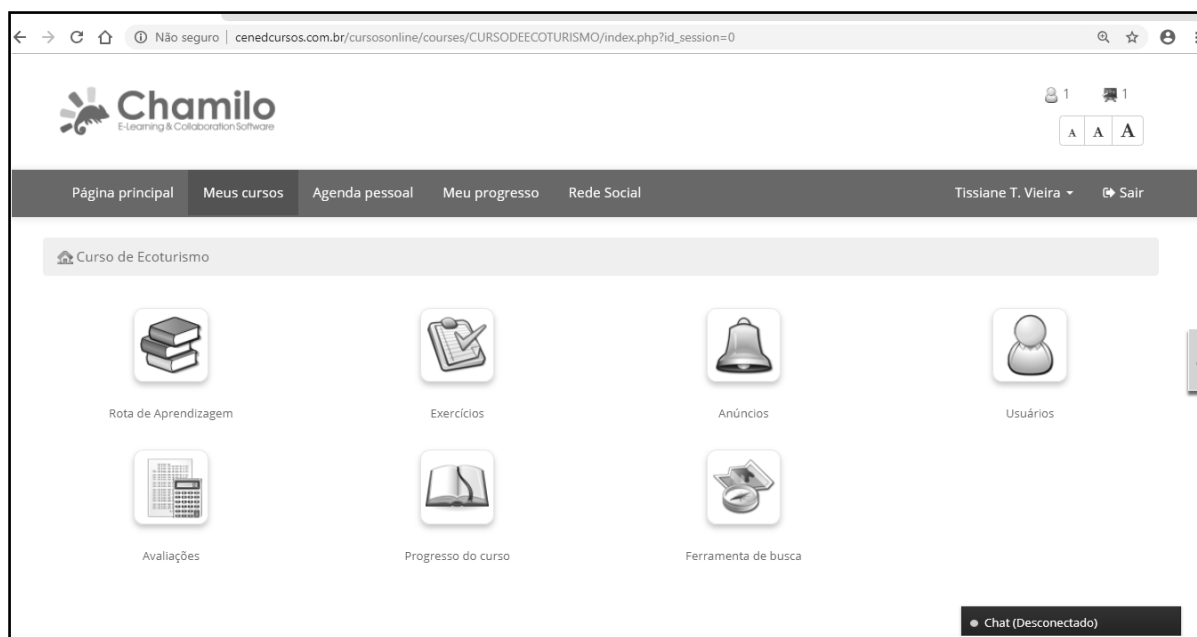 Não seguro | cenedcursos.com.br/cursosonline/courses/CURSODEECOTURISMO/index.php?id_session=0
Chamilo
E-Learning & Collaboration Software
1 1
A A A
Página principal Meus cursos Agenda pessoal Meu progresso Rede Social Tissiane T. Vieira Sair
Curso de Ecoturismo
Rota de Aprendizagem Exercícios Anúncios Usuários
Avaliações Progresso do curso Ferramenta de busca
Chat (Desconectado)